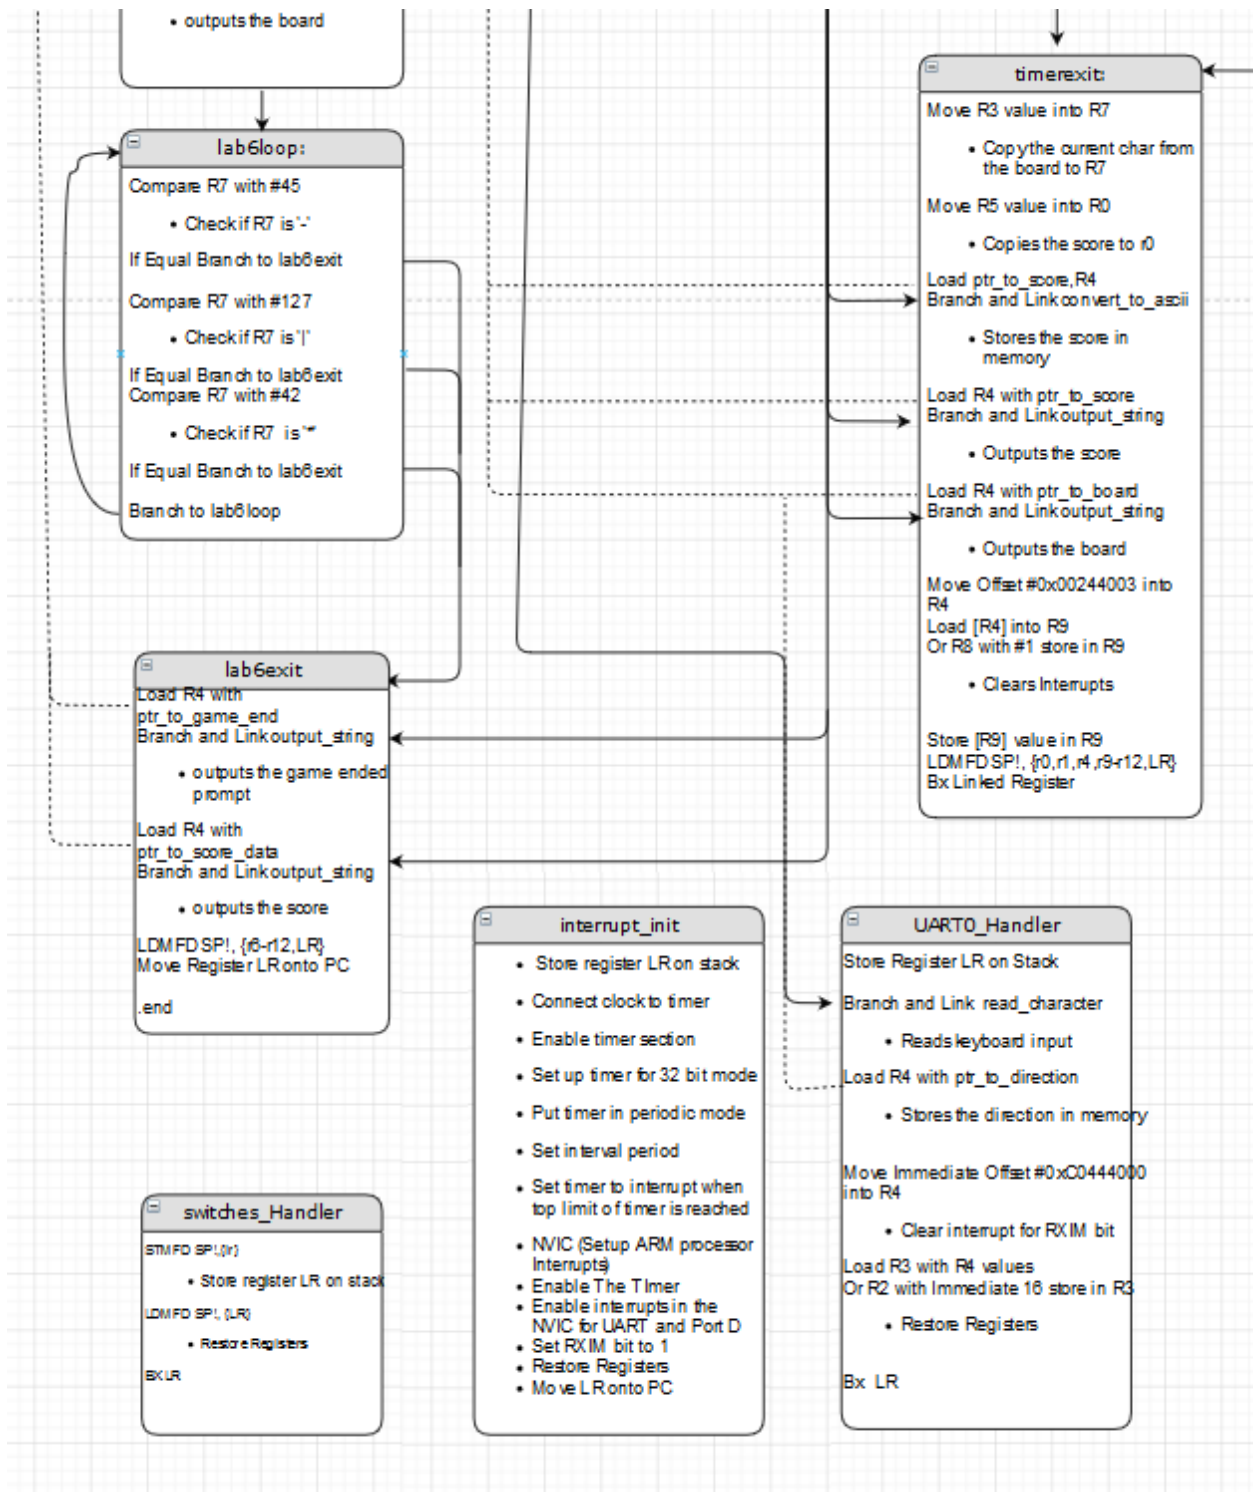 outputs the board
lab6loop:
Compare R7 with #45
Check if R7 is '-'
If Equal Branch to lab6exit
Compare R7 with #127
Check if R7 is '|'
If Equal Branch to lab6exit
Compare R7 with #42
Check if R7 is '*'
If Equal Branch to lab6exit
Branch to lab6loop
lab6exit
Load R4 with
ptr_to_game_end
Branch and Link output_string
outputs the game ended
prompt
Load R4 with
ptr_to_score_data
Branch and Link output_string
outputs the score
LDMFD SP!, {r6-r12,LR}
Move Register LR onto PC
.end
switches_Handler
STMFD SP!,{lr}
Store register LR on stack
LDMFD SP!, {LR}
Restore Registers
BX LR
interrupt_init
Store register LR on stack
Connect clock to timer
Enable timer section
Set up timer for 32 bit mode
Put timer in periodic mode
Set interval period
Set timer to interrupt when
top limit of timer is reached
NVIC (Setup ARM processor
Interrupts)
Enable The TImer
Enable interrupts in the
NVIC for UART and Port D
Set RXIM bit to 1
Restore Registers
Move LR onto PC
timerexit:
Move R3 value into R7
Copy the current char from
the board to R7
Move R5 value into R0
Copies the score to r0
Load ptr_to_score,R4
Branch and Link convert_to_ascii
Stores the score in
memory
Load R4 with ptr_to_score
Branch and Link output_string
Outputs the score
Load R4 with ptr_to_board
Branch and Link output_string
Outputs the board
Move Offset #0x00244003 into
R4
Load [R4] into R9
Or R8 with #1 store in R9
Clears Interrupts
Store [R9] value in R9
LDMFD SP!, {r0,r1,r4,r9-r12,LR}
Bx Linked Register
UART0_Handler
Store Register LR on Stack
Branch and Link read_character
Reads keyboard input
Load R4 with ptr_to_direction
Stores the direction in memory
Move Immediate Offset #0xC0444000
into R4
Clear interrupt for RXIM bit
Load R3 with R4 values
Or R2 with Immediate 16 store in R3
Restore Registers
Bx LR